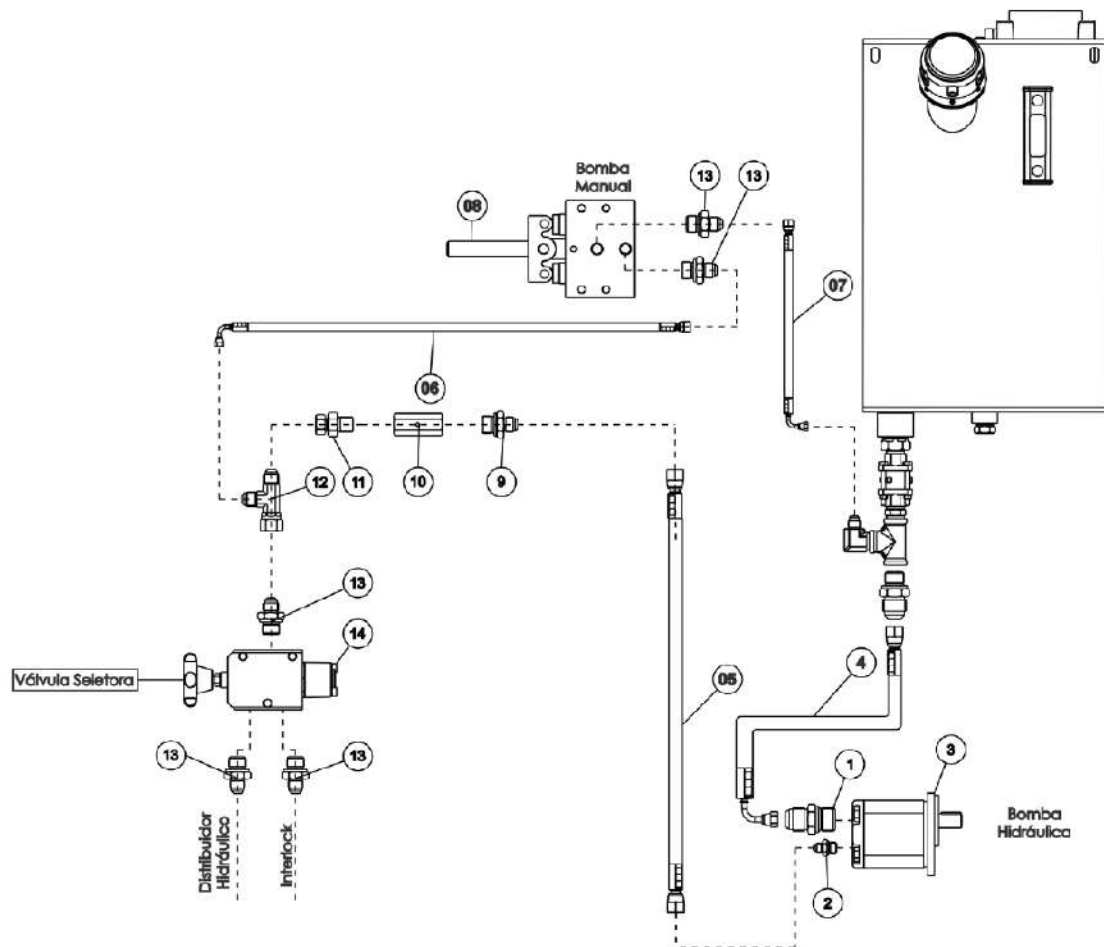 Bomba
Manual
13
13
08
07
06
11
10
9
12
13
14
Válvula Seletora
05
4
13
13
1
3
2
Bomba
Hidráulica
Distribuidor
Hidráulico
Interlock